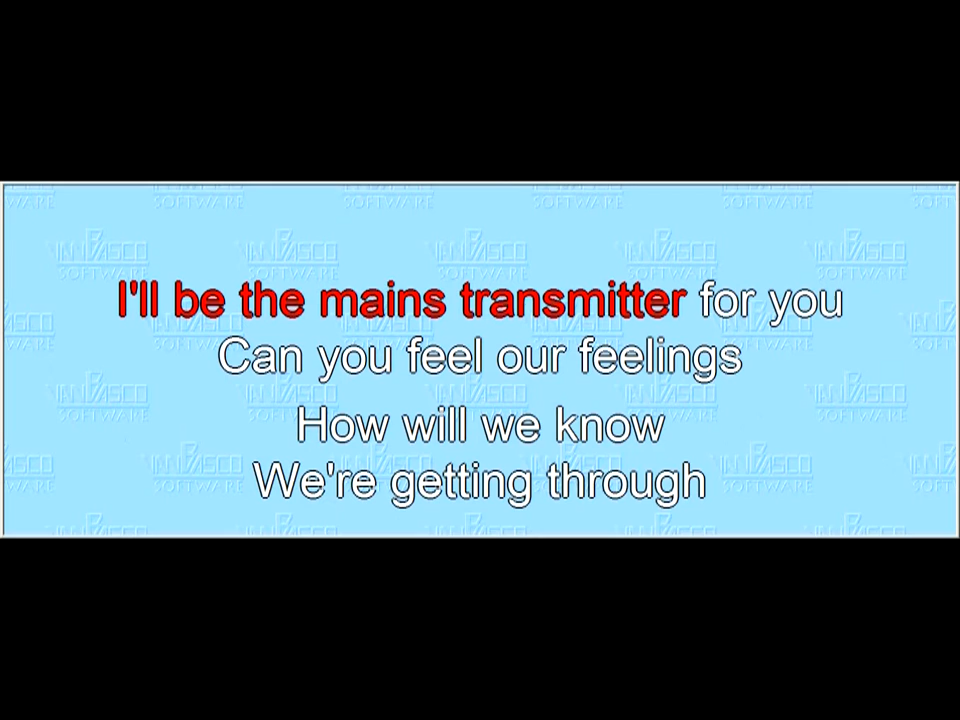 I'll be the mains transmitter for you
Can you feel our feelings
How will we know
We're getting through